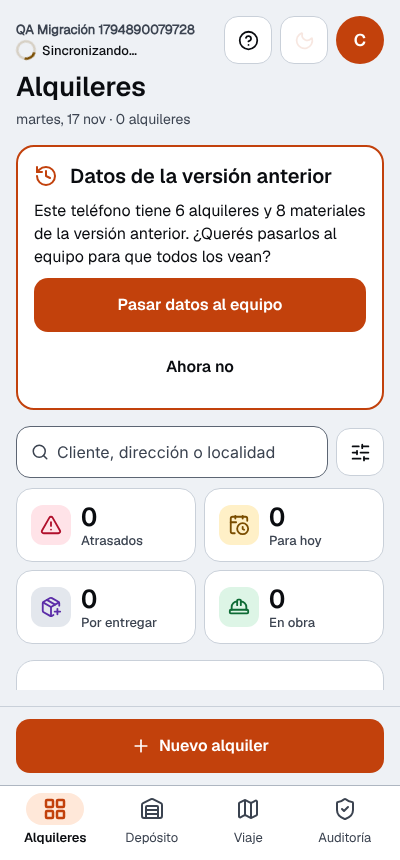 QA Migración 1794890079728
Sincronizando...
C
Alquileres
martes, 17 nov · 0 alquileres
Datos de la versión anterior
Este teléfono tiene 6 alquileres y 8 materiales
de la versión anterior. ¿Querés pasarlos al
equipo para que todos los vean?
Pasar datos al equipo
Ahora no
Cliente, dirección o localidad
0
Atrasados
0
Para hoy
0
Por entregar
0
En obra
Nuevo alquiler
Alquileres
Depósito
Viaje
Auditoría